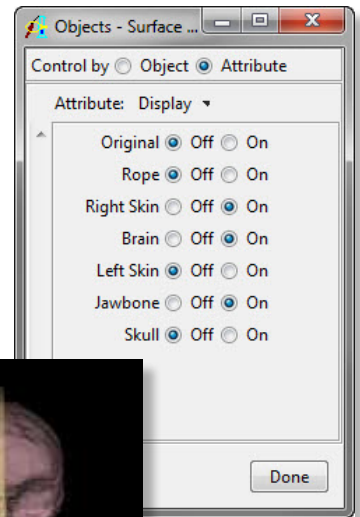 Objects - Surface ...
Control by Object Attribute
Attribute: Display
Original Off On
Rope Off On
Right Skin Off On
Brain Off On
Left Skin Off On
Jawbone Off On
Skull Off On
Done